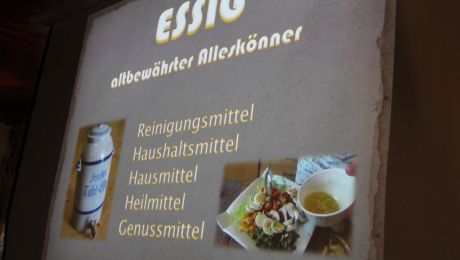 ESSIG
altbewährter Alleskönner
Reinigungsmittel
Haushaltsmittel
Hausmittel
Heilmittel
Genussmittel